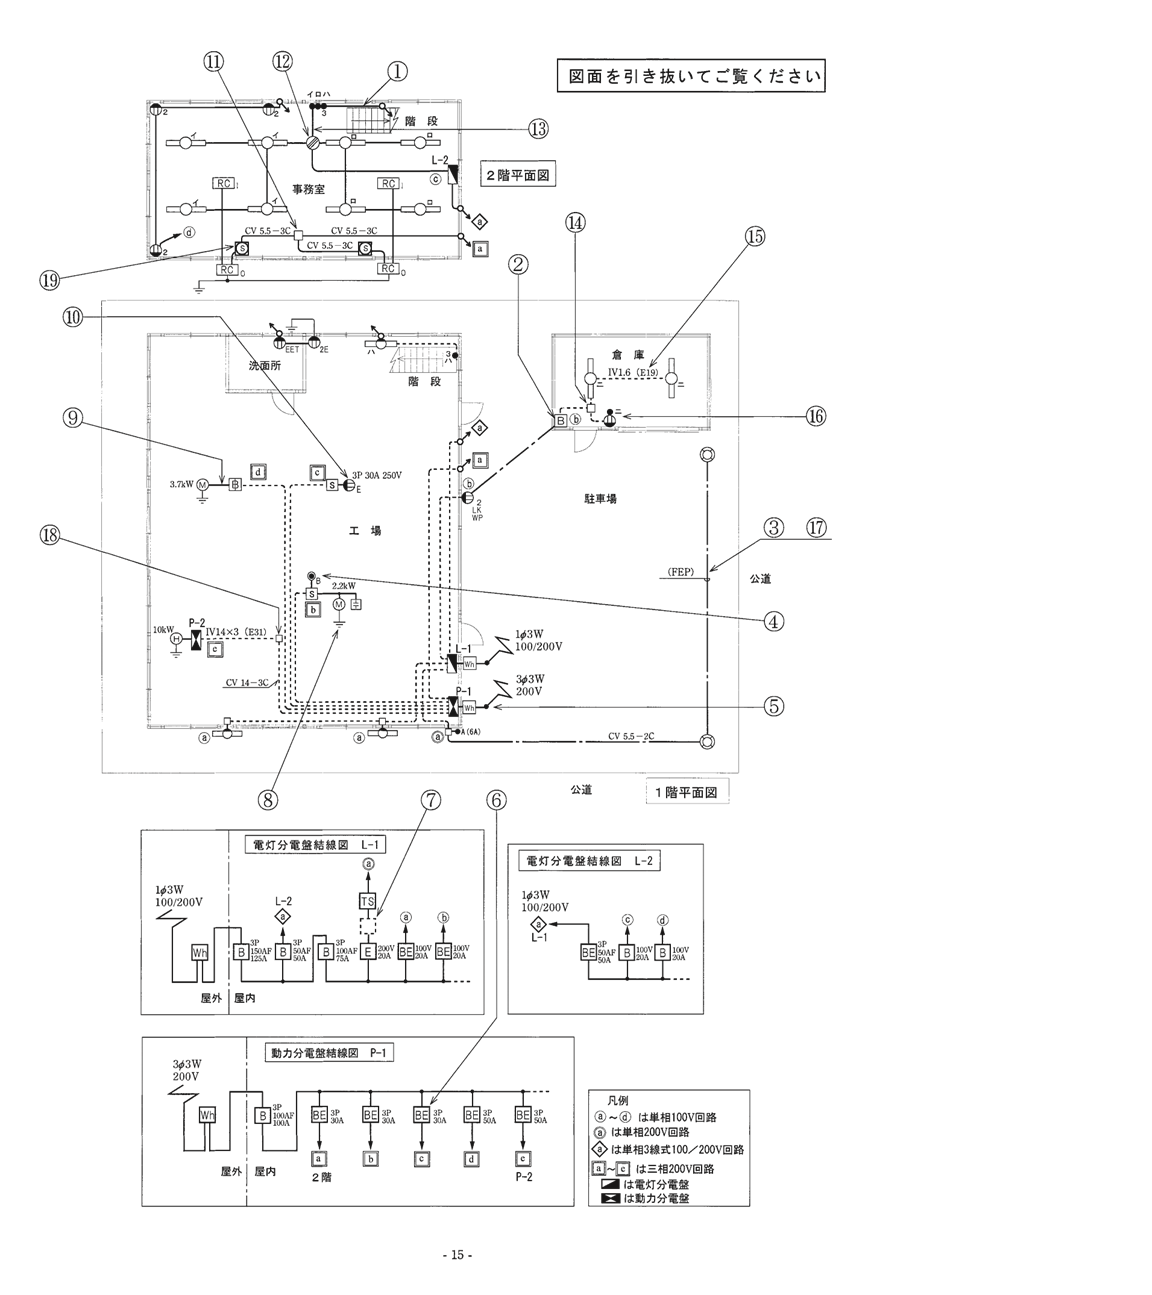 図面を引き抜いてご覧ください
⑪
⑫
①
イロハ
3
2
2
階 段
⑬
イ
イ
ロ
ロ
L-2
ⓒ
2階平面図
RC
I
RC
I
事務室
イ
イ
ロ
ロ
a
ⓓ
2
CV 5.5-3C
CV 5.5-3C
S
CV 5.5-3C
S
a
RC
O
RC
O
⑲
②
⑭
⑮
⑩
EET
2E
洗面所
ハ
3
ハ
階 段
倉 庫
IV1.6 (E19)
ニ
ニ
ニ
B
ⓑ
⑯
⑨
a
a
3.7kW
M
B
d
c
S
3P 30A 250V
E
ⓑ
2
LK
WP
駐車場
⑱
工 場
③
⑰
(FEP)
公道
B
S
2.2kW
b
M
④
P-2
10kW
H
IV14×3 (E31)
e
1φ3W
100/200V
L-1
Wh
CV 14-3C
P-1
3φ3W
200V
Wh
⑤
ⓐ
ⓐ
ⓐ
A(6A)
CV 5.5-2C
公道
1階平面図
⑧
⑦
⑥
電灯分電盤結線図 L-1
1φ3W
100/200V
Wh
屋外
屋内
B
3P
150AF
125A
L-2
a
B
3P
50AF
50A
B
3P
100AF
75A
ⓐ
TS
E
200V
20A
ⓐ
BE
100V
20A
ⓑ
BE
100V
20A
電灯分電盤結線図 L-2
1φ3W
100/200V
a
L-1
BE
3P
50AF
50A
ⓒ
B
100V
20A
ⓓ
B
100V
20A
動力分電盤結線図 P-1
3φ3W
200V
Wh
屋外
屋内
B
3P
100AF
100A
BE
3P
30A
a
2階
BE
3P
30A
b
BE
3P
30A
c
BE
3P
50A
d
BE
3P
50A
e
P-2
凡例
ⓐ～ⓓ は単相100V回路
ⓐ は単相200V回路
a は単相3線式100／200V回路
a～e は三相200V回路
は電灯分電盤
は動力分電盤
- 15 -